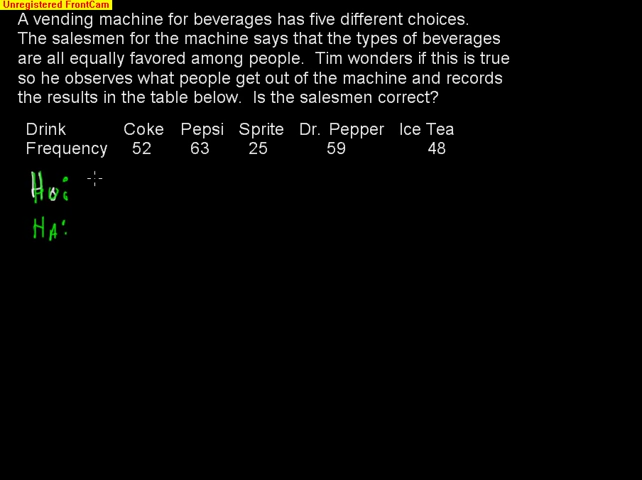 Unregistered FrontCam
A vending machine for beverages has five different choices.
The salesmen for the machine says that the types of beverages
are all equally favored among people. Tim wonders if this is true
so he observes what people get out of the machine and records
the results in the table below. Is the salesmen correct?
Drink Coke Pepsi Sprite Dr. Pepper Ice Tea
Frequency 52 63 25 59 48
Ho:
HA: